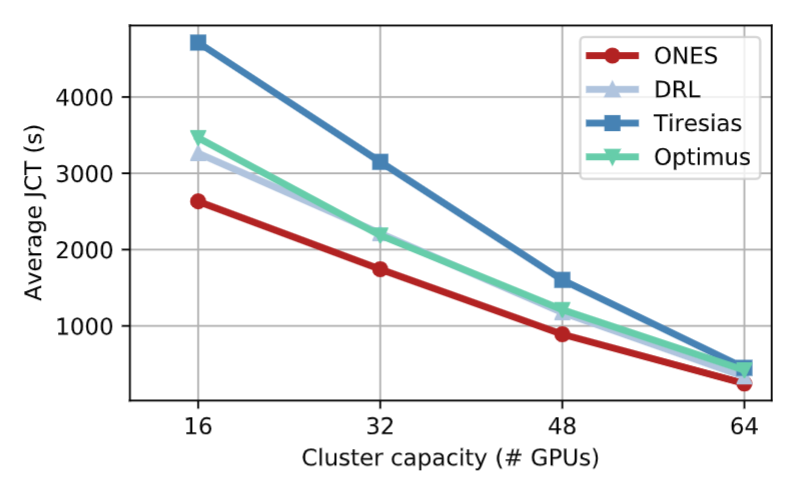 Average JCT (s)
4000
3000
2000
1000
16 32 48 64
Cluster capacity (# GPUs)
ONES
DRL
Tiresias
Optimus